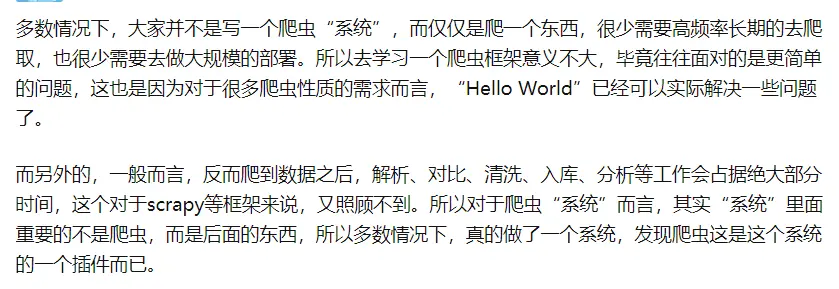 多数情况下，大家并不是写一个爬虫“系统”，而仅仅是爬一个东西，很少需要高频率长期的去爬
取，也很少需要去做大规模的部署。所以去学习一个爬虫框架意义不大，毕竟往往面对的是更简单
的问题，这也是因为对于很多爬虫性质的需求而言，“Hello World”已经可以实际解决一些问题
了。
而另外的，一般而言，反而爬到数据之后，解析、对比、清洗、入库、分析等工作会占据绝大部分
时间，这个对于scrapy等框架来说，又照顾不到。所以对于爬虫“系统”而言，其实“系统”里面
重要的不是爬虫，而是后面的东西，所以多数情况下，真的做了一个系统，发现爬虫这是这个系统
的一个插件而已。